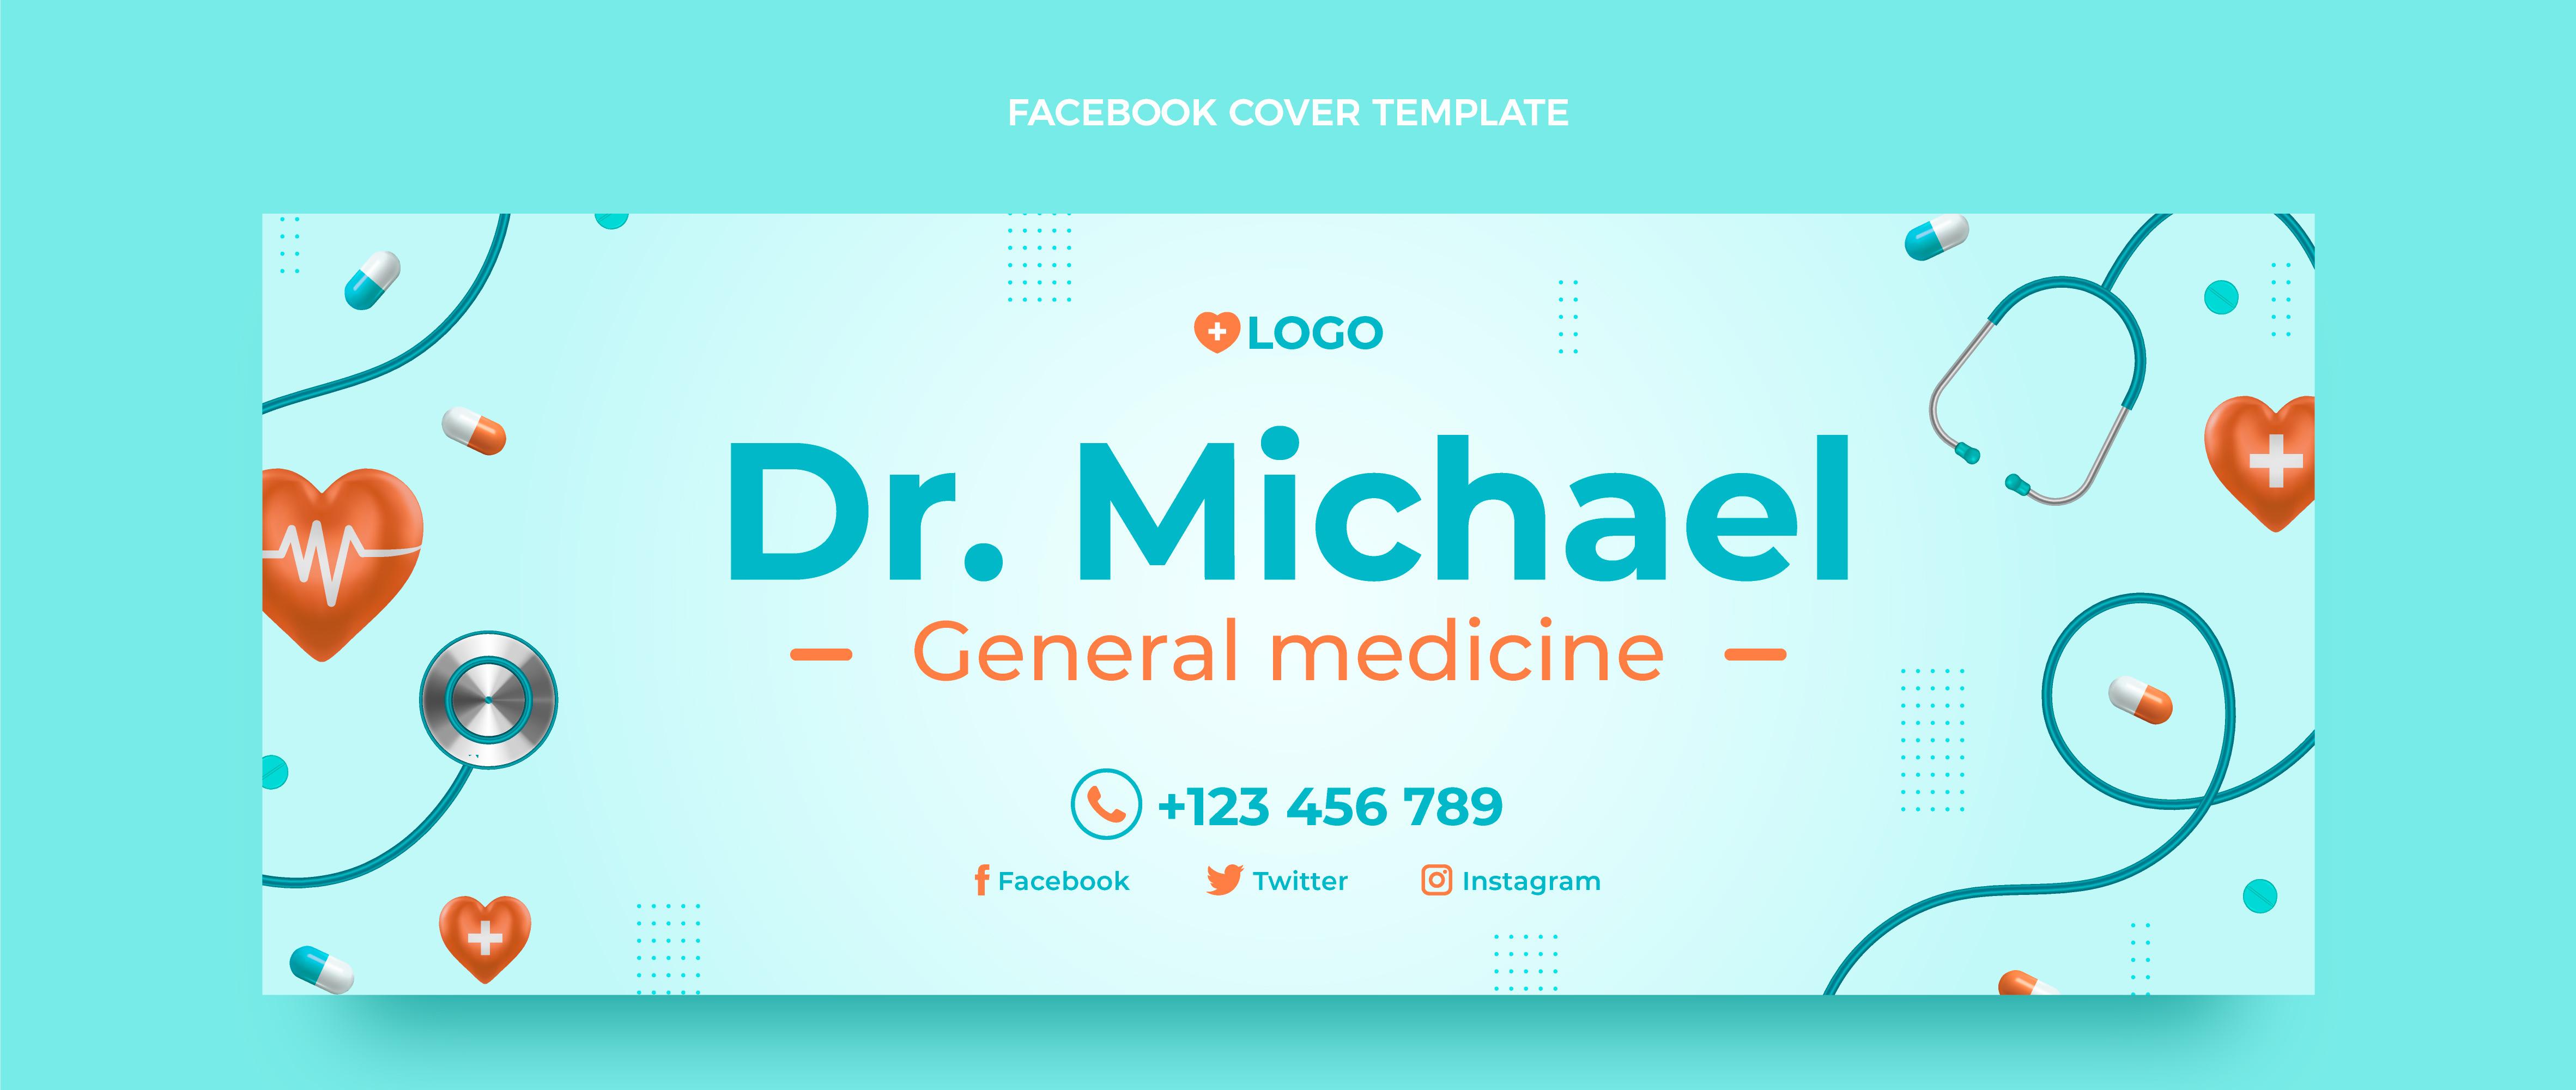 FACEBOOK COVER TEMPLATE
LOGO
Dr. Michael
General medicine
+123 456 789
Facebook Twitter Instagram